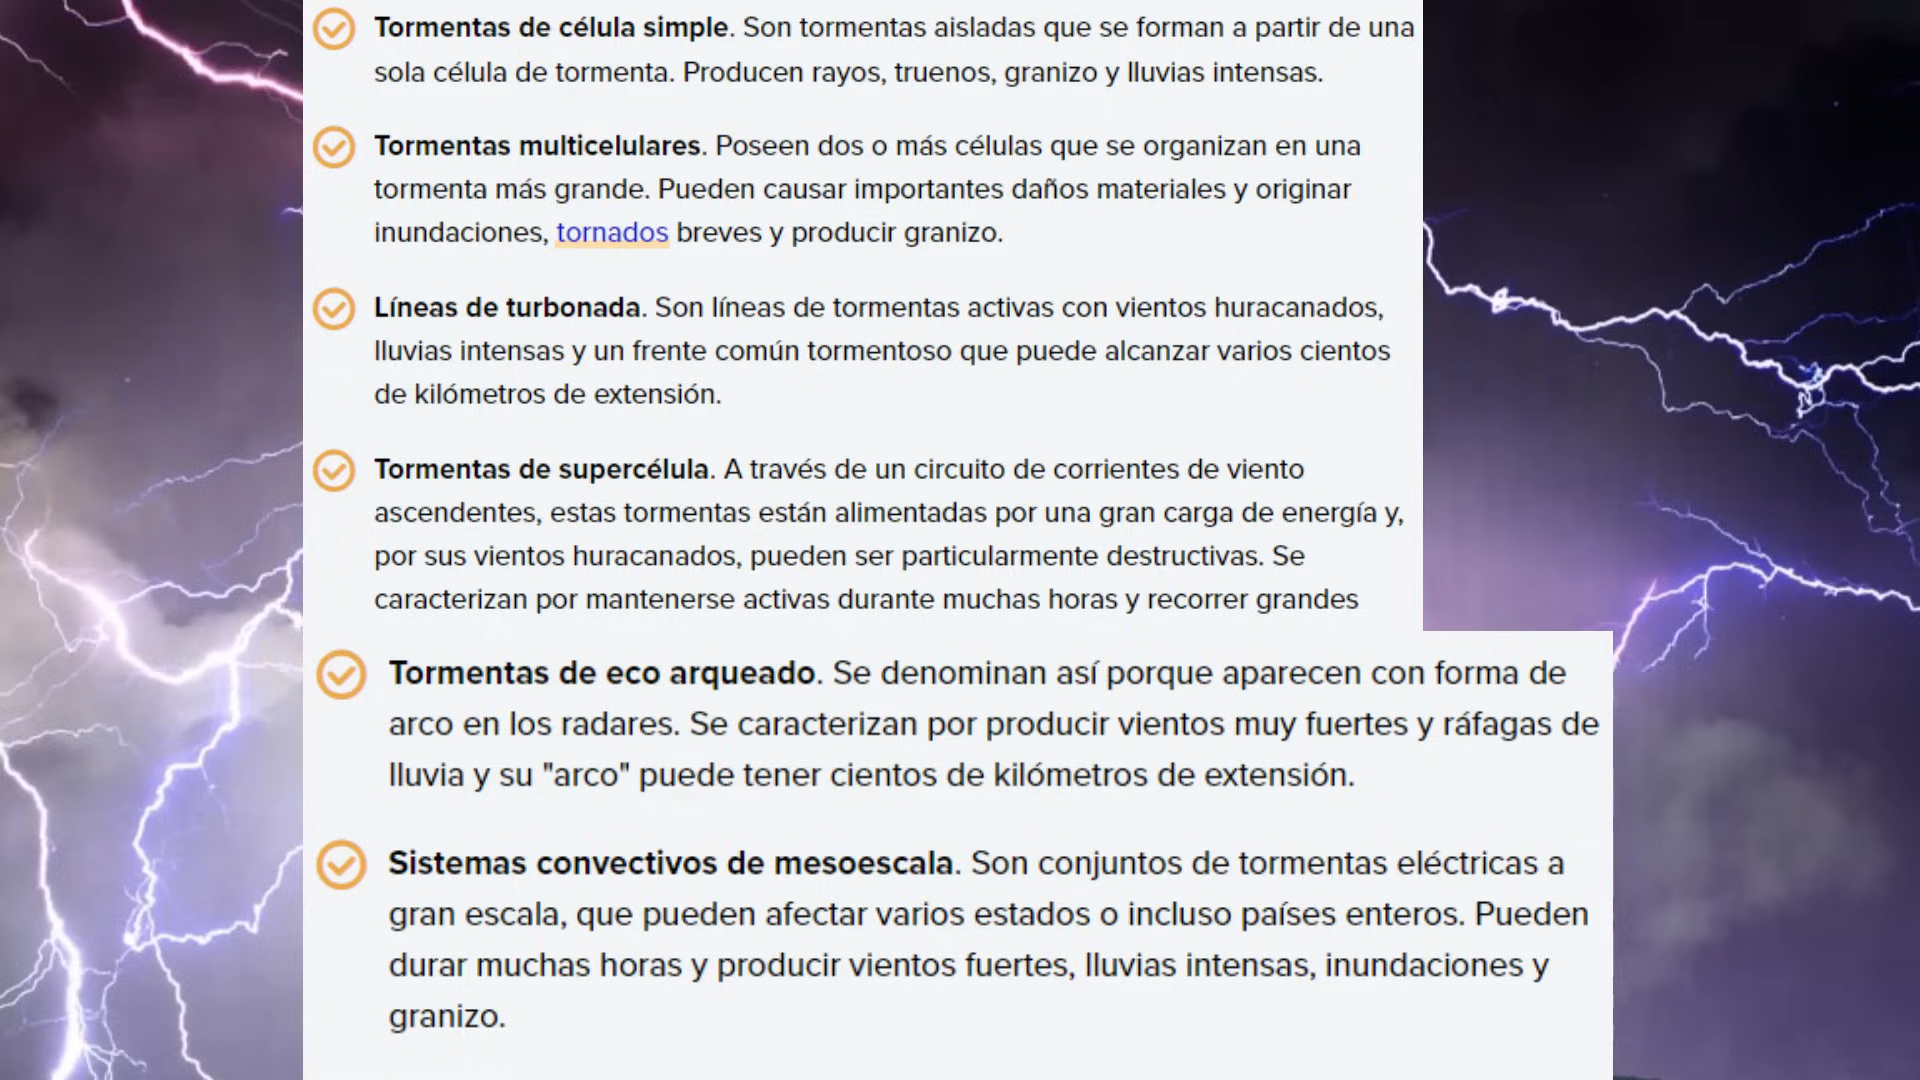 Tormentas de célula simple. Son tormentas aisladas que se forman a partir de una
sola célula de tormenta. Producen rayos, truenos, granizo y lluvias intensas.
Tormentas multicelulares. Poseen dos o más células que se organizan en una
tormenta más grande. Pueden causar importantes daños materiales y originar
inundaciones, tornados breves y producir granizo.
Líneas de turbonada. Son líneas de tormentas activas con vientos huracanados,
lluvias intensas y un frente común tormentoso que puede alcanzar varios cientos
de kilómetros de extensión.
Tormentas de supercélula. A través de un circuito de corrientes de viento
ascendentes, estas tormentas están alimentadas por una gran carga de energía y,
por sus vientos huracanados, pueden ser particularmente destructivas. Se
caracterizan por mantenerse activas durante muchas horas y recorrer grandes
Tormentas de eco arqueado. Se denominan así porque aparecen con forma de
arco en los radares. Se caracterizan por producir vientos muy fuertes y ráfagas de
lluvia y su "arco" puede tener cientos de kilómetros de extensión.
Sistemas convectivos de mesoescala. Son conjuntos de tormentas eléctricas a
gran escala, que pueden afectar varios estados o incluso países enteros. Pueden
durar muchas horas y producir vientos fuertes, lluvias intensas, inundaciones y
granizo.